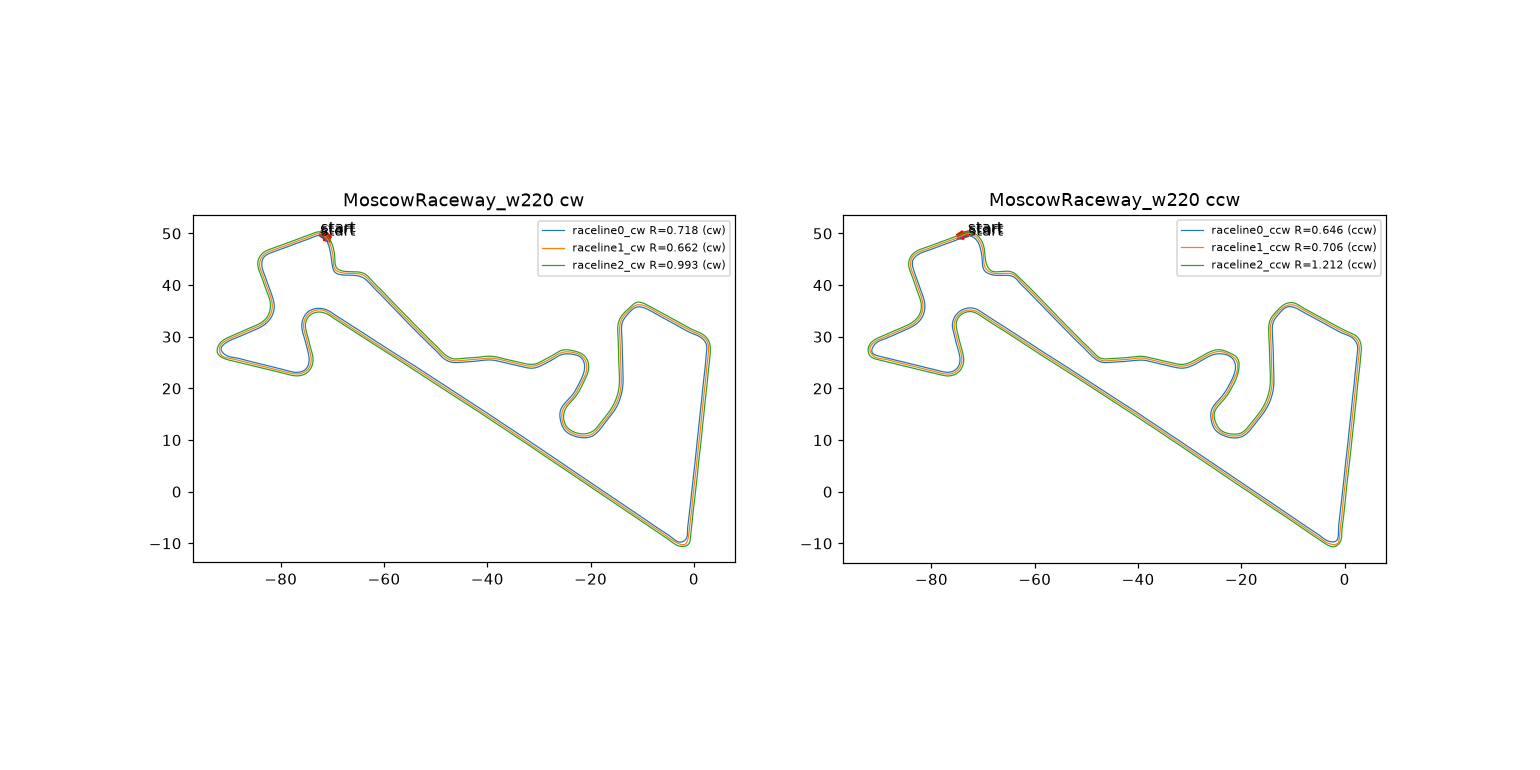 MoscowRaceway_w220 cw
raceline0_cw R=0.718 (cw)
raceline1_cw R=0.662 (cw)
raceline2_cw R=0.993 (cw)
start
start
50
40
30
20
10
0
−10
−80
−60
−40
−20
0
MoscowRaceway_w220 ccw
raceline0_ccw R=0.646 (ccw)
raceline1_ccw R=0.706 (ccw)
raceline2_ccw R=1.212 (ccw)
start
start
50
40
30
20
10
0
−10
−80
−60
−40
−20
0